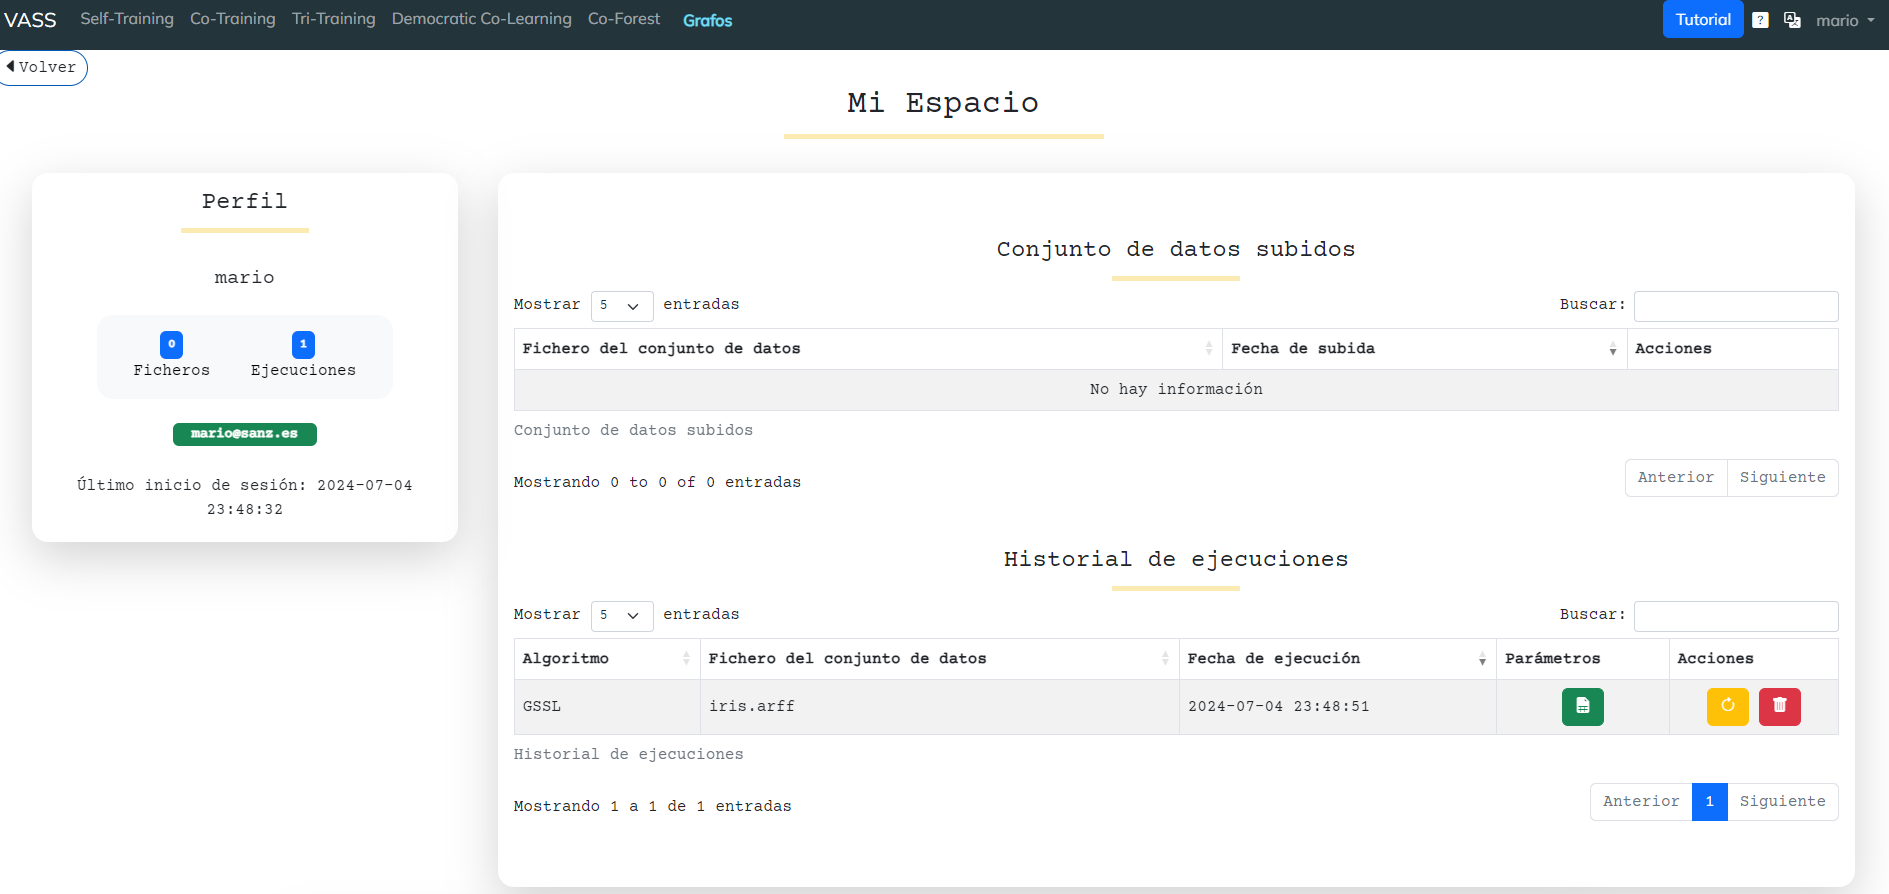 VASS Self-Training Co-Training Tri-Training Democratic Co-Learning Co-Forest Grafos Tutorial ? mario
Volver
Mi Espacio
Perfil
mario
0 1
Ficheros Ejecuciones
mario@sanz.es
Último inicio de sesión: 2024-07-04
23:48:32
Conjunto de datos subidos
Mostrar 5 entradas Buscar:
Fichero del conjunto de datos Fecha de subida Acciones
No hay información
Conjunto de datos subidos
Mostrando 0 to 0 of 0 entradas Anterior Siguiente
Historial de ejecuciones
Mostrar 5 entradas Buscar:
Algoritmo Fichero del conjunto de datos Fecha de ejecución Parámetros Acciones
GSSL iris.arff 2024-07-04 23:48:51
Historial de ejecuciones
Mostrando 1 a 1 de 1 entradas Anterior 1 Siguiente